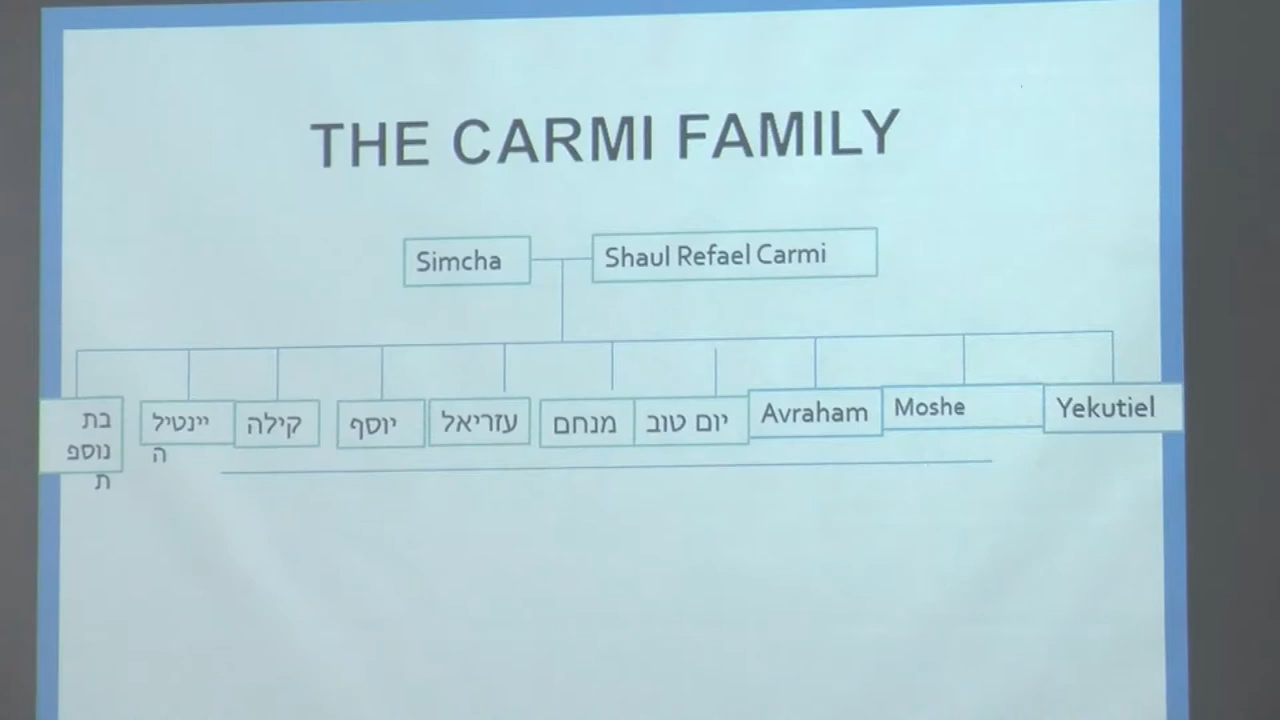 THE CARMI FAMILY
Simcha
Shaul Refael Carmi
בת
נוספ
ת
יינטיל
ה
קילה
יוסף
עזריאל
מנחם
יום טוב
Avraham
Moshe
Yekutiel